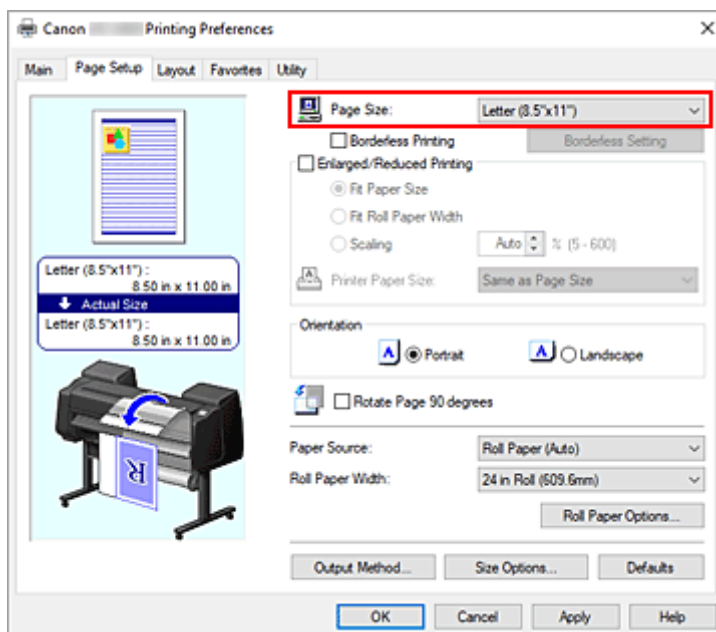 Canon Printing Preferences
Main Page Setup Layout Favorites Utility
Page Size: Letter (8.5"x11")
Borderless Printing Borderless Setting
Enlarged/Reduced Printing
Fit Paper Size
Fit Roll Paper Width
Scaling Auto % (5 - 600)
Printer Paper Size: Same as Page Size
Letter (8.5"x11") :
8.50 in x 11.00 in
Actual Size
Letter (8.5"x11") :
8.50 in x 11.00 in
Orientation
A Portrait A Landscape
Rotate Page 90 degrees
Paper Source: Roll Paper (Auto)
Roll Paper Width: 24 in Roll (609.6mm)
R
Roll Paper Options...
Output Method... Size Options... Defaults
OK Cancel Apply Help